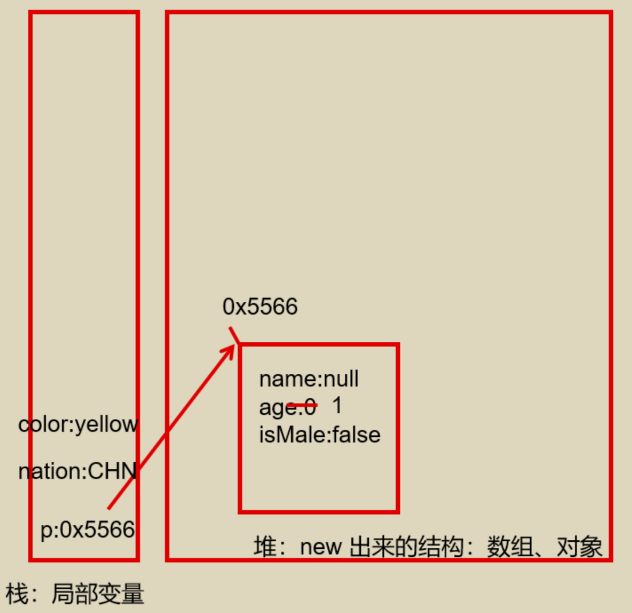 0x5566
name:null
age:0 1
isMale:false
color:yellow
nation:CHN
p:0x5566
堆：new 出来的结构：数组、对象
栈：局部变量